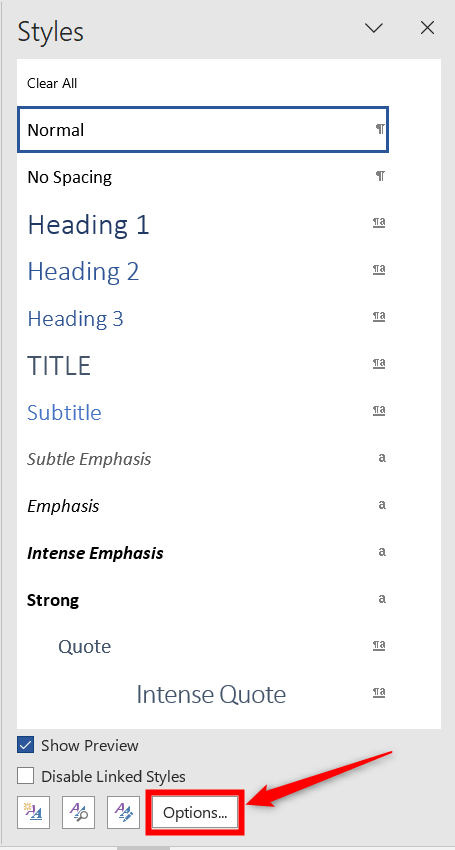 Styles
Clear All
Normal ¶
No Spacing ¶
Heading 1 ¶a
Heading 2 ¶a
Heading 3 ¶a
TITLE ¶a
Subtitle ¶a
Subtle Emphasis a
Emphasis a
Intense Emphasis a
Strong a
Quote ¶a
Intense Quote ¶a
Show Preview
Disable Linked Styles
Options...